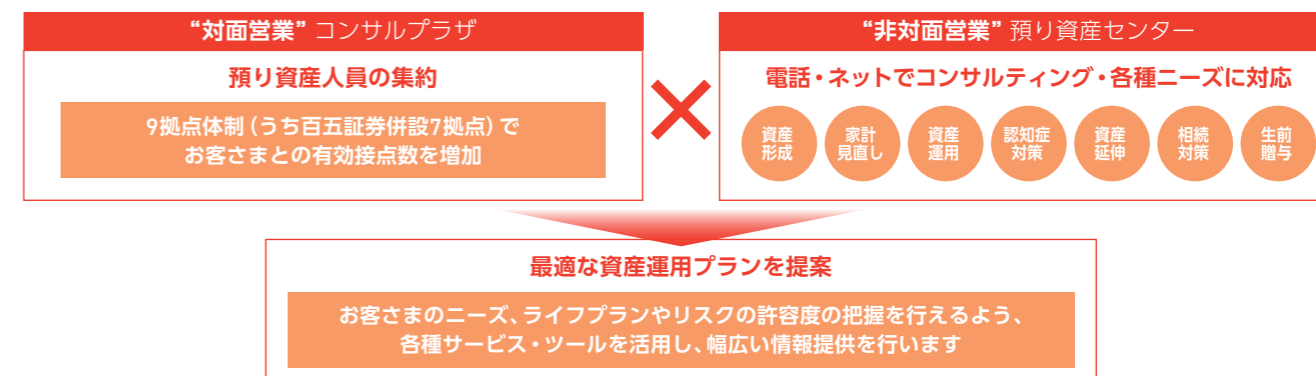 “対面営業” コンサルプラザ
預り資産人員の集約
9拠点体制（うち百五証券併設7拠点）で
お客さまとの有効接点数を増加
×
“非対面営業” 預り資産センター
電話・ネットでコンサルティング・各種ニーズに対応
資産
形成
家計
見直し
資産
運用
認知症
対策
資産
延伸
相続
対策
生前
贈与
最適な資産運用プランを提案
お客さまのニーズ、ライフプランやリスクの許容度の把握を行えるよう、
各種サービス・ツールを活用し、幅広い情報提供を行います